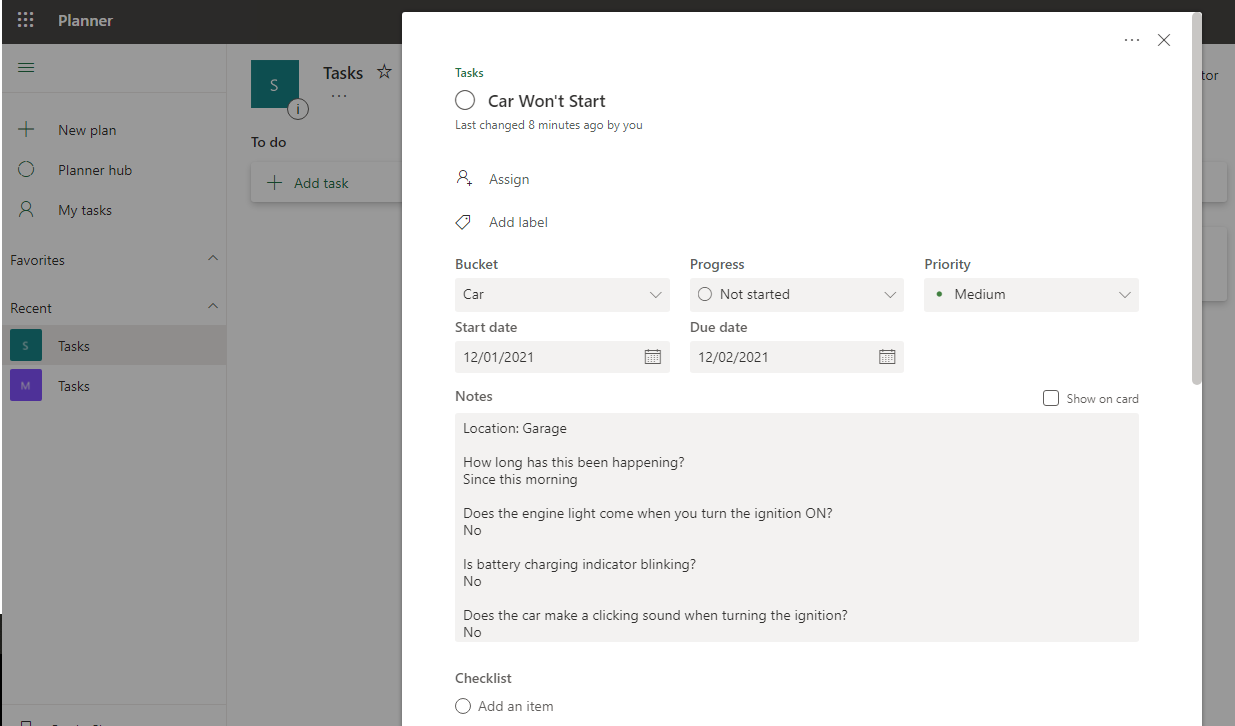 Planner
New plan
Planner hub
My tasks
Favorites
Recent
S
Tasks
M
Tasks
S
i
Tasks
...
To do
Add task
tor
...
Tasks
Car Won't Start
Last changed 8 minutes ago by you
Assign
Add label
Bucket
Car
Progress
Not started
Priority
Medium
Start date
12/01/2021
Due date
12/02/2021
Notes
Show on card
Location: Garage
How long has this been happening?
Since this morning
Does the engine light come when you turn the ignition ON?
No
Is battery charging indicator blinking?
No
Does the car make a clicking sound when turning the ignition?
No
Checklist
Add an item